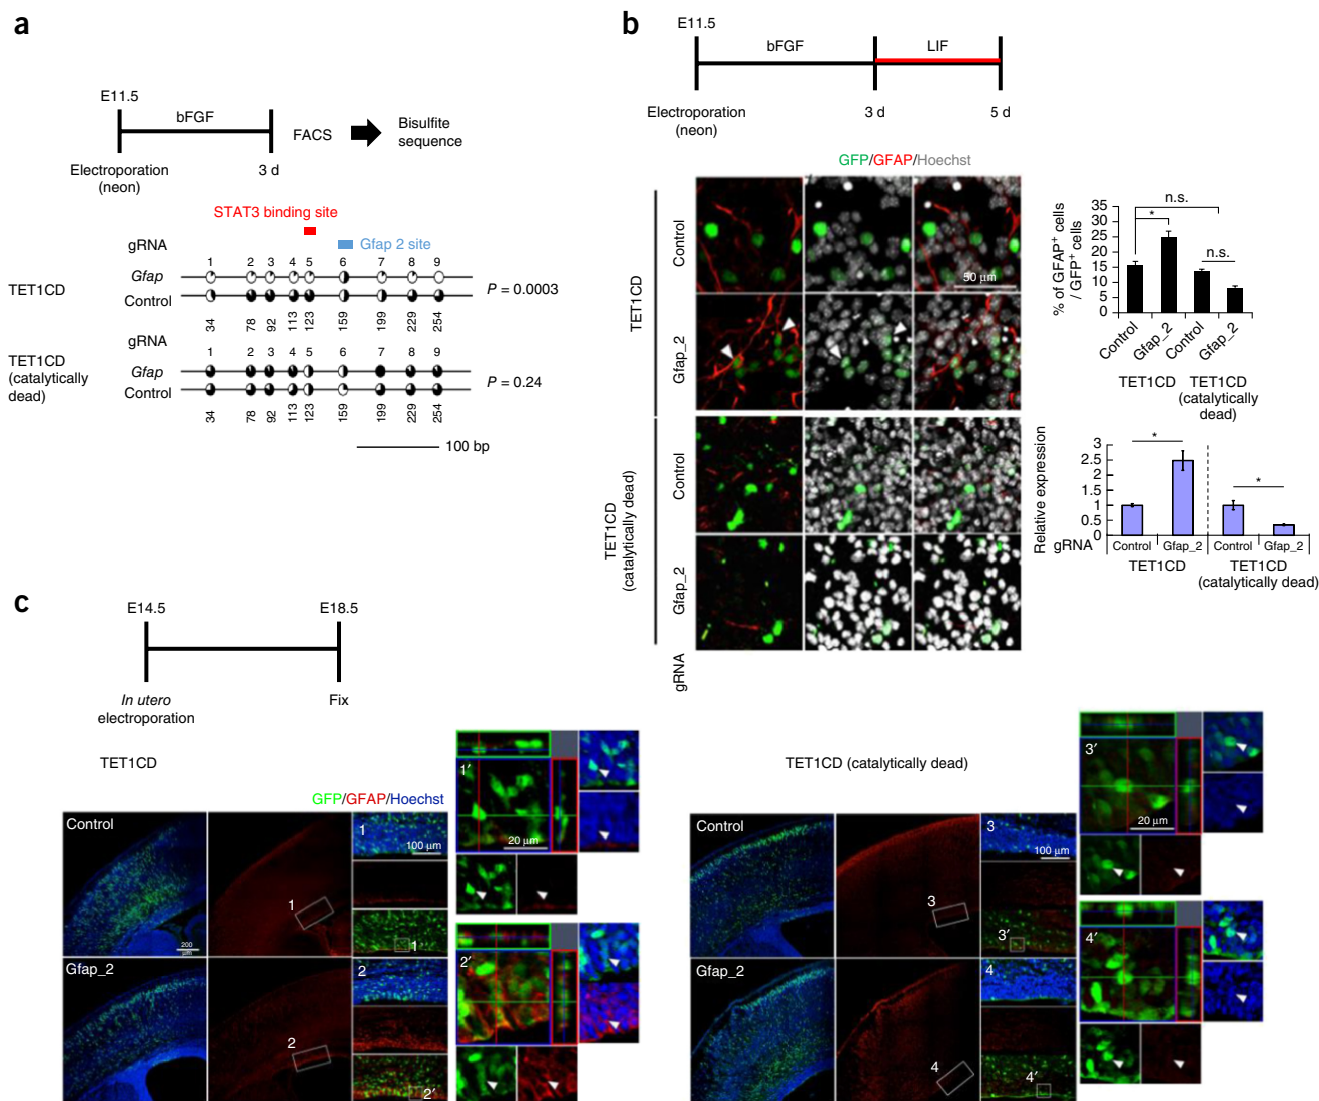 a
E11.5
bFGF
FACS
Bisulfite
sequence
Electroporation
(neon)
3 d
STAT3 binding site
gRNA
Gfap 2 site
1 2 3 4 5 6 7 8 9
TET1CD
Gfap
Control
P = 0.0003
34 78 92 113 123 159 199 229 254
gRNA
1 2 3 4 5 6 7 8 9
TET1CD
(catalytically
dead)
Gfap
Control
P = 0.24
34 78 92 113 123 159 199 229 254
100 bp
b
E11.5
bFGF
LIF
Electroporation
(neon)
3 d
5 d
GFP/GFAP/Hoechst
TET1CD
Control
50 μm
Gfap_2
TET1CD
(catalytically dead)
Control
Gfap_2
gRNA
% of GFAP+ cells
/ GFP+ cells
35
30
25
20
15
10
5
0
n.s.
*
n.s.
Control
Gfap_2
Control
Gfap_2
TET1CD
TET1CD
(catalytically
dead)
Relative expression
3
2.5
2
1.5
1
0.5
0
*
*
gRNA
Control
Gfap_2
Control
Gfap_2
TET1CD
TET1CD
(catalytically dead)
c
E14.5
E18.5
In utero
electroporation
Fix
TET1CD
GFP/GFAP/Hoechst
Control
200
μm
1
1
100 μm
1
1′
20 μm
Gfap_2
2
2
2′
2′
TET1CD (catalytically dead)
Control
3
3
100 μm
3′
3′
20 μm
Gfap_2
4
4
4′
4′